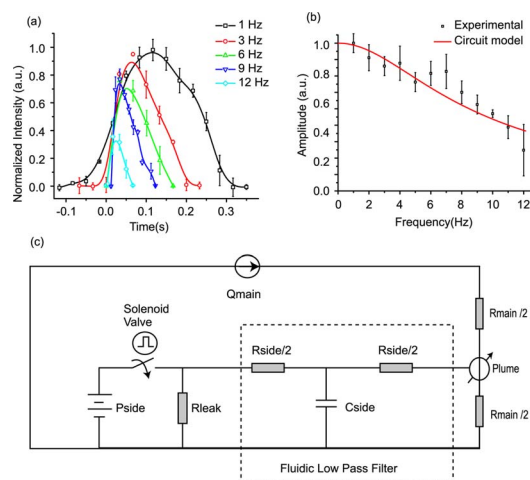 (a)
1 Hz
3 Hz
6 Hz
9 Hz
12 Hz
Normalized Intensity (a.u.)
1.0
0.8
0.6
0.4
0.2
0.0
-0.1 0.0 0.1 0.2 0.3
Time(s)
(b)
Experimental
Circuit model
Amplitude (a.u.)
1.0
0.8
0.6
0.4
0.2
0.0
0 2 4 6 8 10 12
Frequency(Hz)
(c)
Qmain
Solenoid
Valve
Rside/2
Rside/2
Rmain /2
Plume
Pside
Rleak
Cside
Rmain /2
Fluidic Low Pass Filter